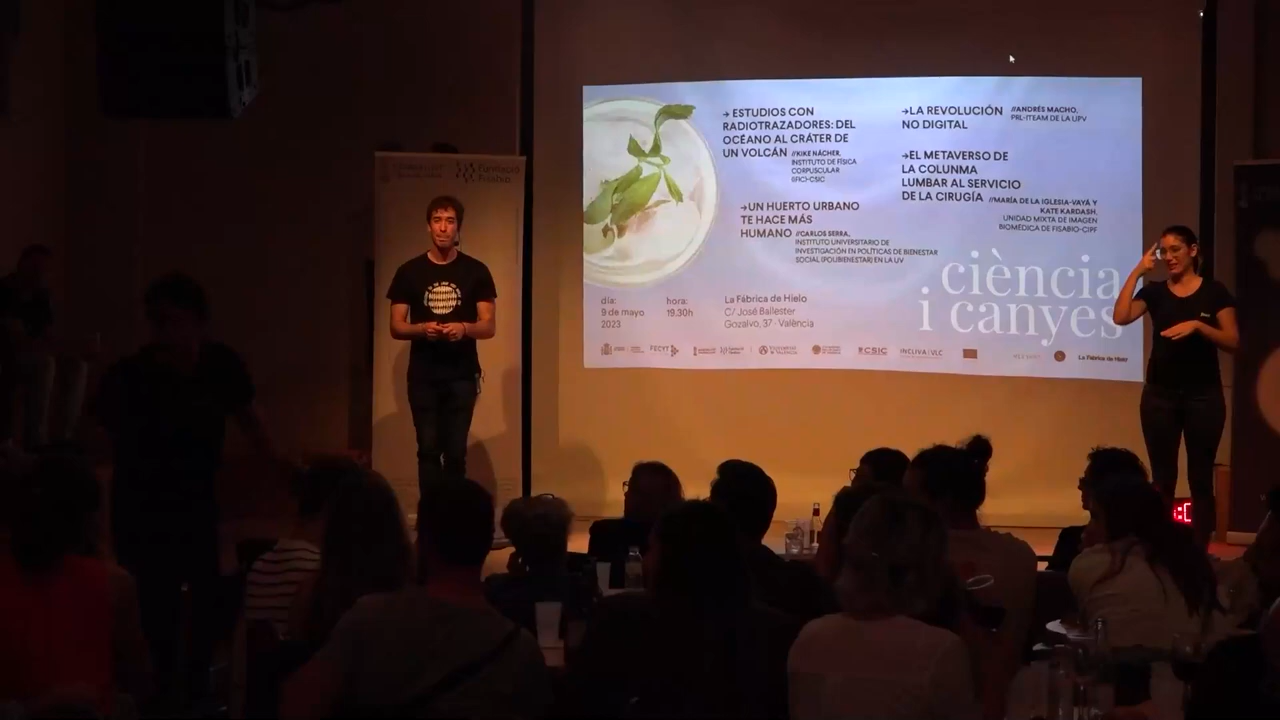 Fundació
Fisabio
→ ESTUDIOS CON
RADIOTRAZADORES: DEL
OCÉANO AL CRÁTER DE
UN VOLCÁN //KIKE NÁCHER,
INSTITUTO DE FÍSICA
CORPUSCULAR
(IFIC)-CSIC
→UN HUERTO URBANO
TE HACE MÁS
HUMANO //CARLOS SERRA,
INSTITUTO UNIVERSITARIO DE
INVESTIGACIÓN EN POLÍTICAS DE BIENESTAR
SOCIAL (POLIBIENESTAR) EN LA UV
→LA REVOLUCIÓN //ANDRÉS MACHO,
NO DIGITAL PRL-ITEAM DE LA UPV
→EL METAVERSO DE
LA COLUNMA
LUMBAR AL SERVICIO
DE LA CIRUGÍA //MARÍA DE LA IGLESIA-VAYÁ Y
KATE KARDASH,
UNIDAD MIXTA DE IMAGEN
BIOMÉDICA DE FISABIO-CIPF
ciència
i canyes
día:
9 de mayo
2023
hora:
19.30h
La Fábrica de Hielo
C/ José Ballester
Gozalvo, 37 · València
FECYT
CSIC
INCLIVA | VLC
La Fábrica de Hielo